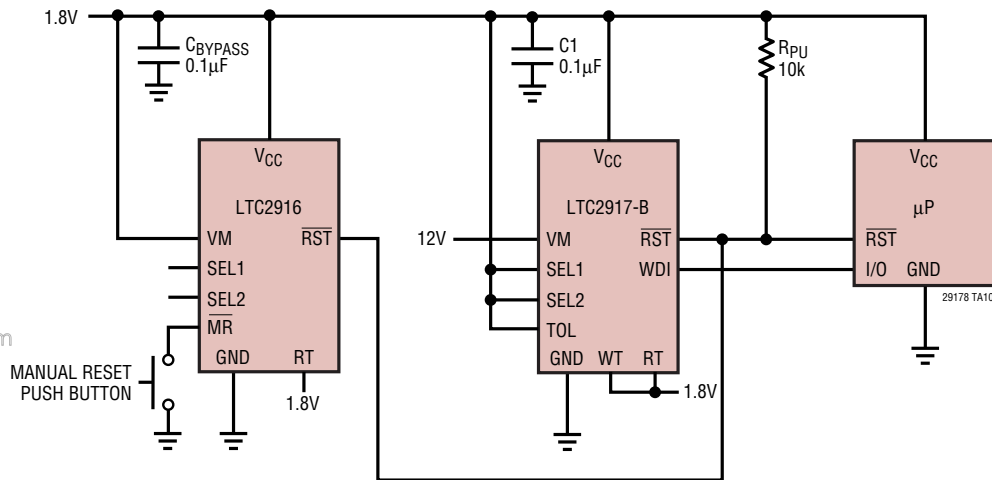 1.8V
CBYPASS
0.1µF
C1
0.1µF
RPU
10k
VCC
LTC2916
VM
RST
SEL1
SEL2
MR
GND
RT
1.8V
MANUAL RESET
PUSH BUTTON
12V
VCC
LTC2917-B
VM
RST
SEL1
WDI
SEL2
TOL
GND
WT
RT
1.8V
VCC
µP
RST
I/O
GND
29178 TA10